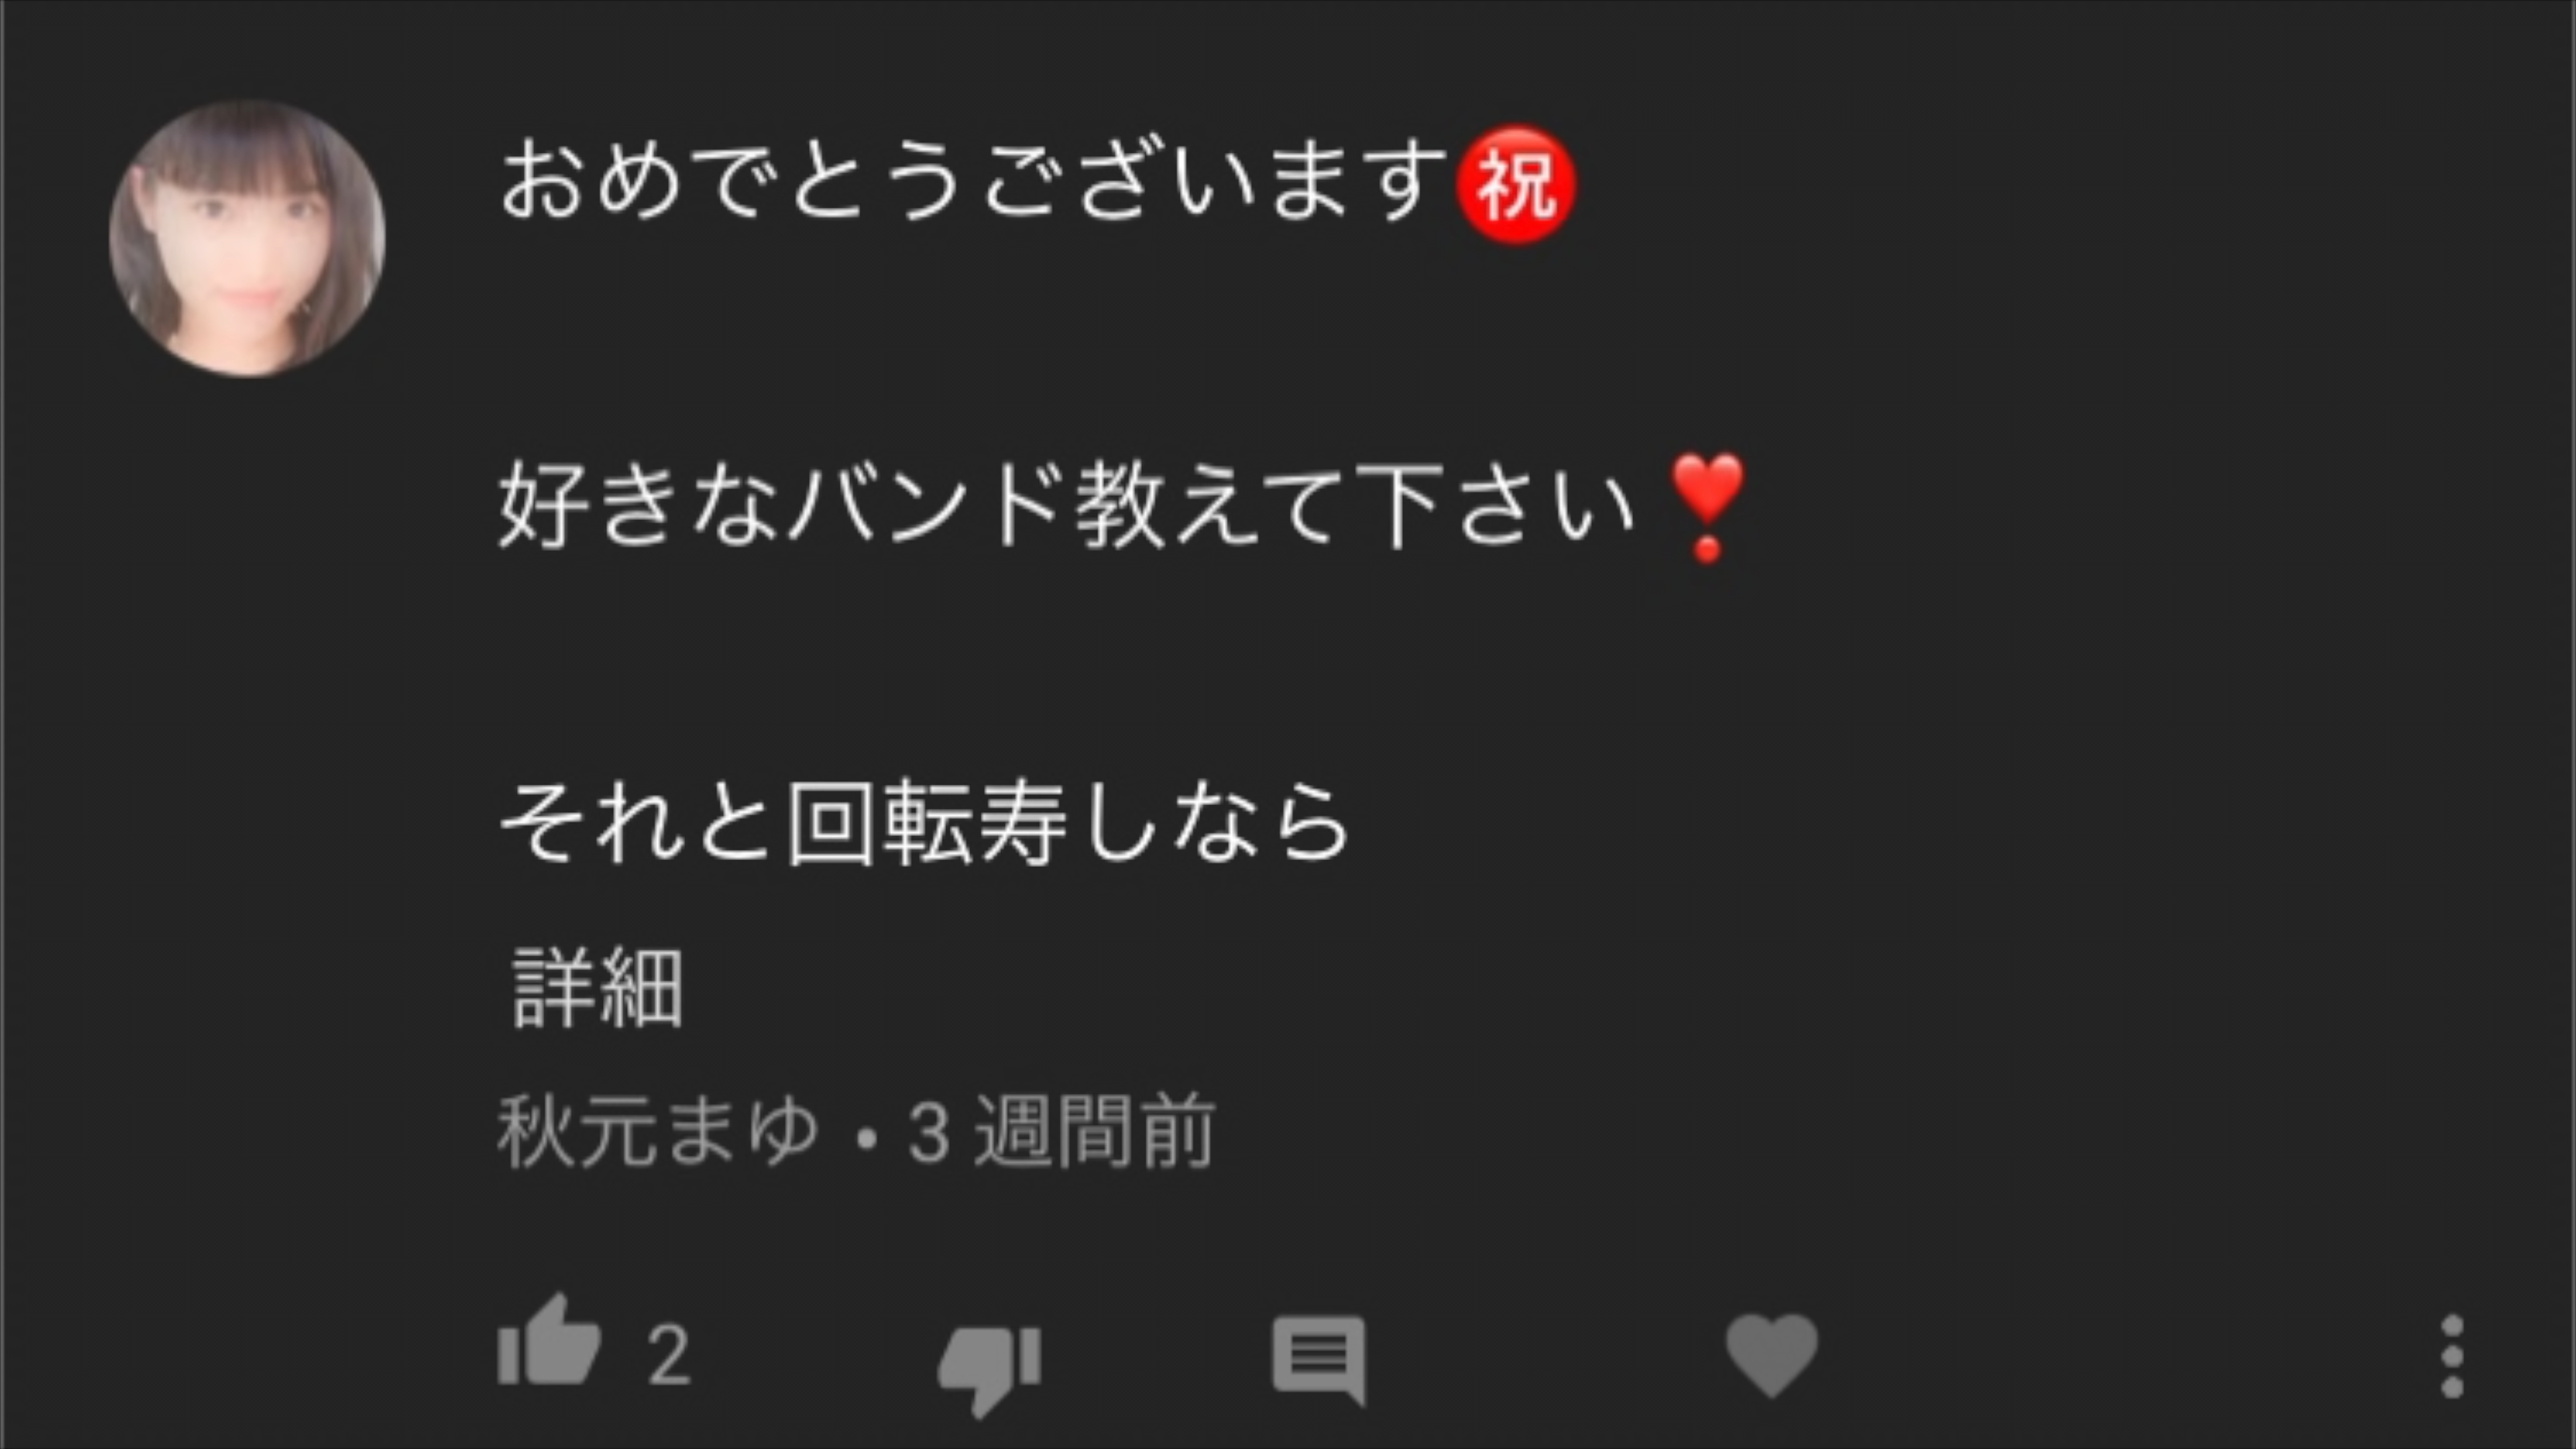 おめでとうございます㊗️
好きなバンド教えて下さい❣️
それと回転寿しなら
詳細
秋元まゆ • 3 週間前
2